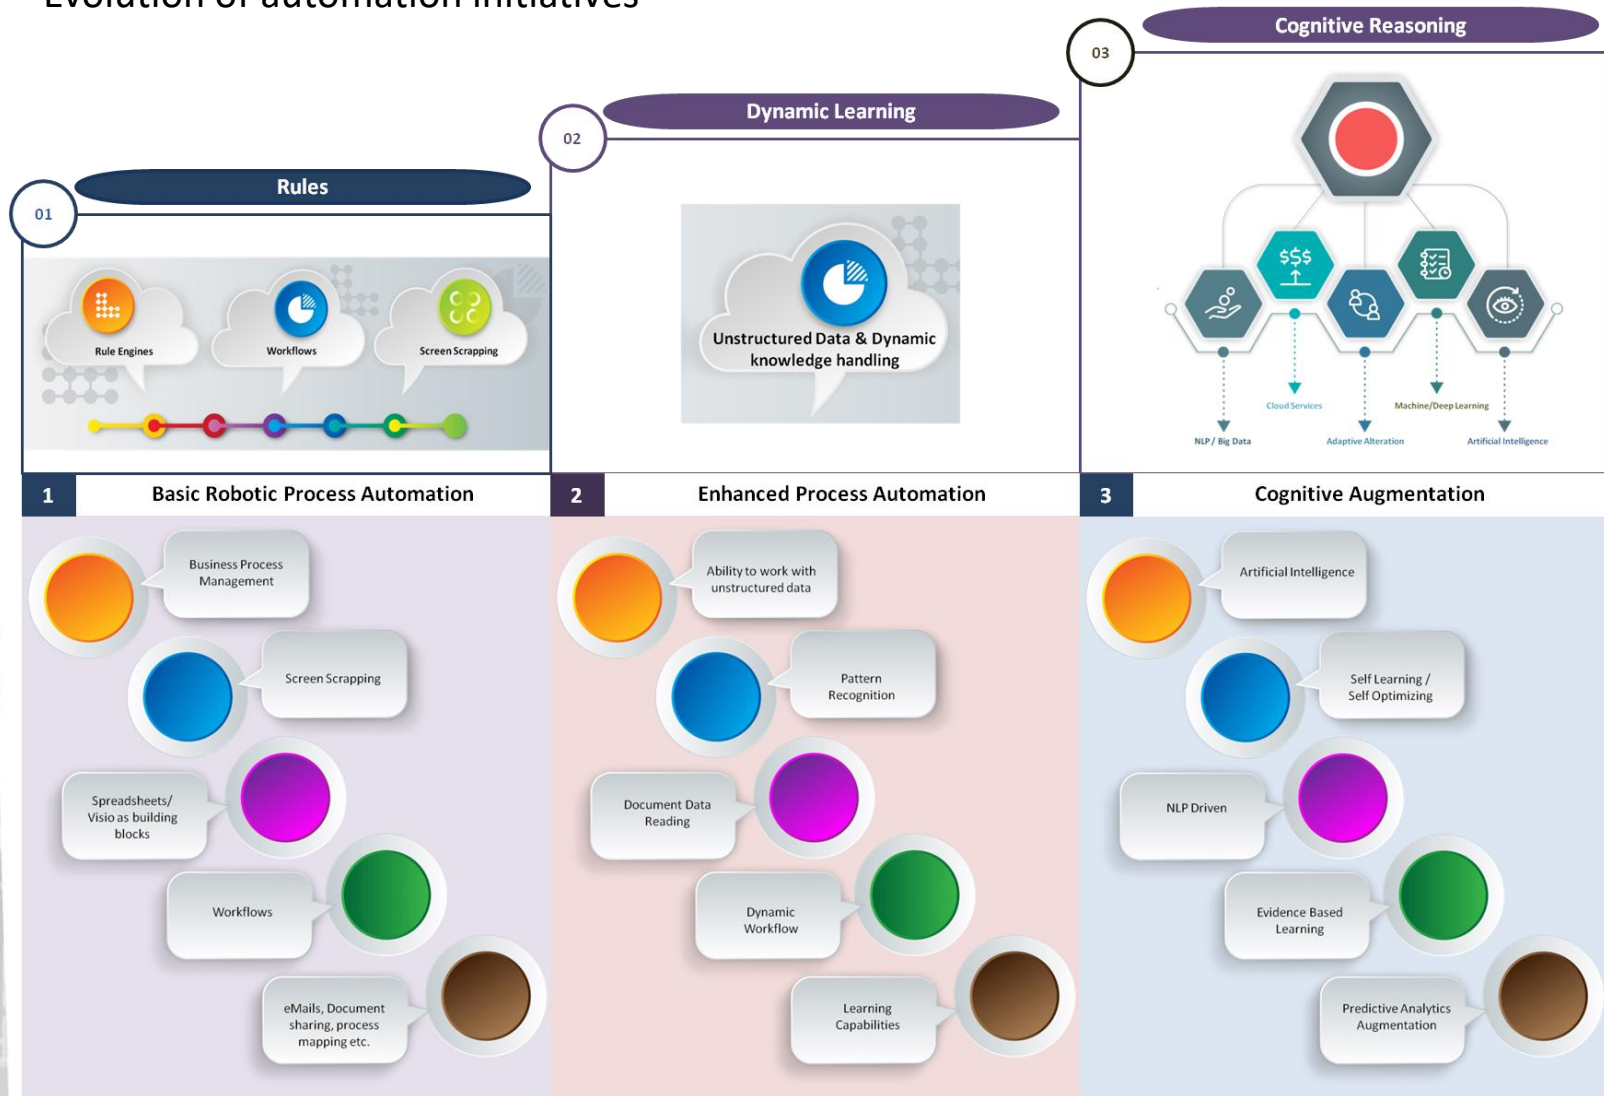 Evolution of automation initiatives
01
Rules
Rule Engines
Workflows
Screen Scrapping
02
Dynamic Learning
Unstructured Data & Dynamic
knowledge handling
03
Cognitive Reasoning
$$$
Cloud Services
Machine/Deep Learning
NLP / Big Data
Adaptive Alteration
Artificial Intelligence
1
Basic Robotic Process Automation
Business Process
Management
Screen Scrapping
Spreadsheets/
Visio as building
blocks
Workflows
eMails, Document
sharing, process
mapping etc.
2
Enhanced Process Automation
Ability to work with
unstructured data
Pattern
Recognition
Document Data
Reading
Dynamic
Workflow
Learning
Capabilities
3
Cognitive Augmentation
Artificial Intelligence
Self Learning /
Self Optimizing
NLP Driven
Evidence Based
Learning
Predictive Analytics
Augmentation